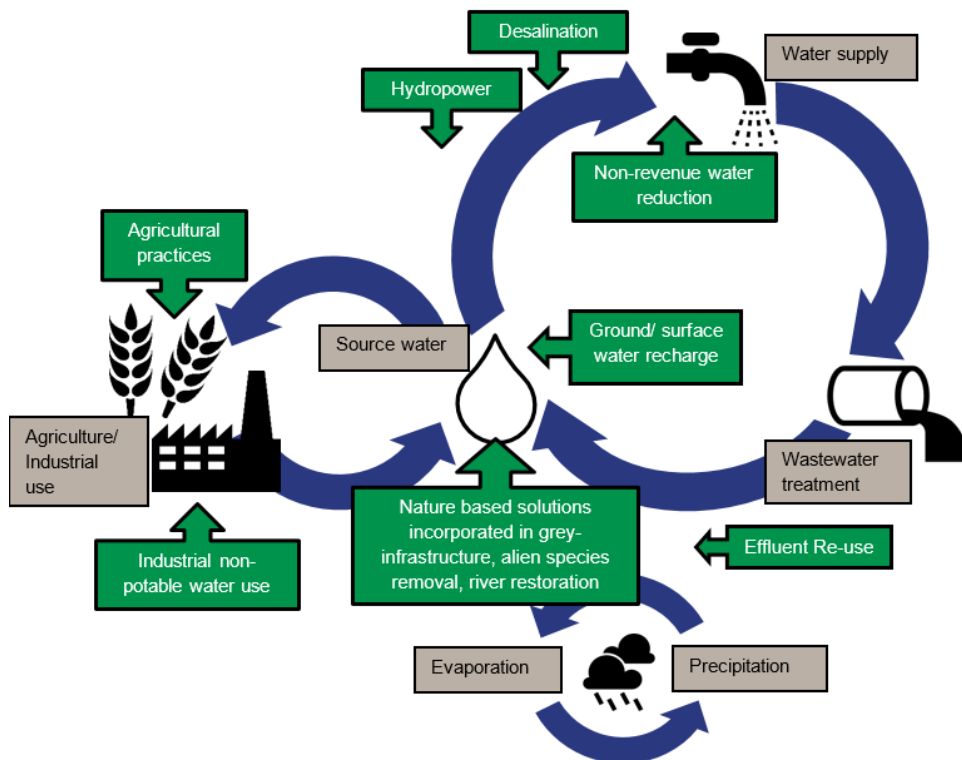 Desalination
Hydropower
Water supply
Non-revenue water
reduction
Agricultural
practices
Source water
Ground/ surface
water recharge
Agriculture/
Industrial
use
Wastewater
treatment
Nature based solutions
incorporated in grey-
infrastructure, alien species
removal, river restoration
Industrial non-
potable water use
Effluent Re-use
Evaporation
Precipitation